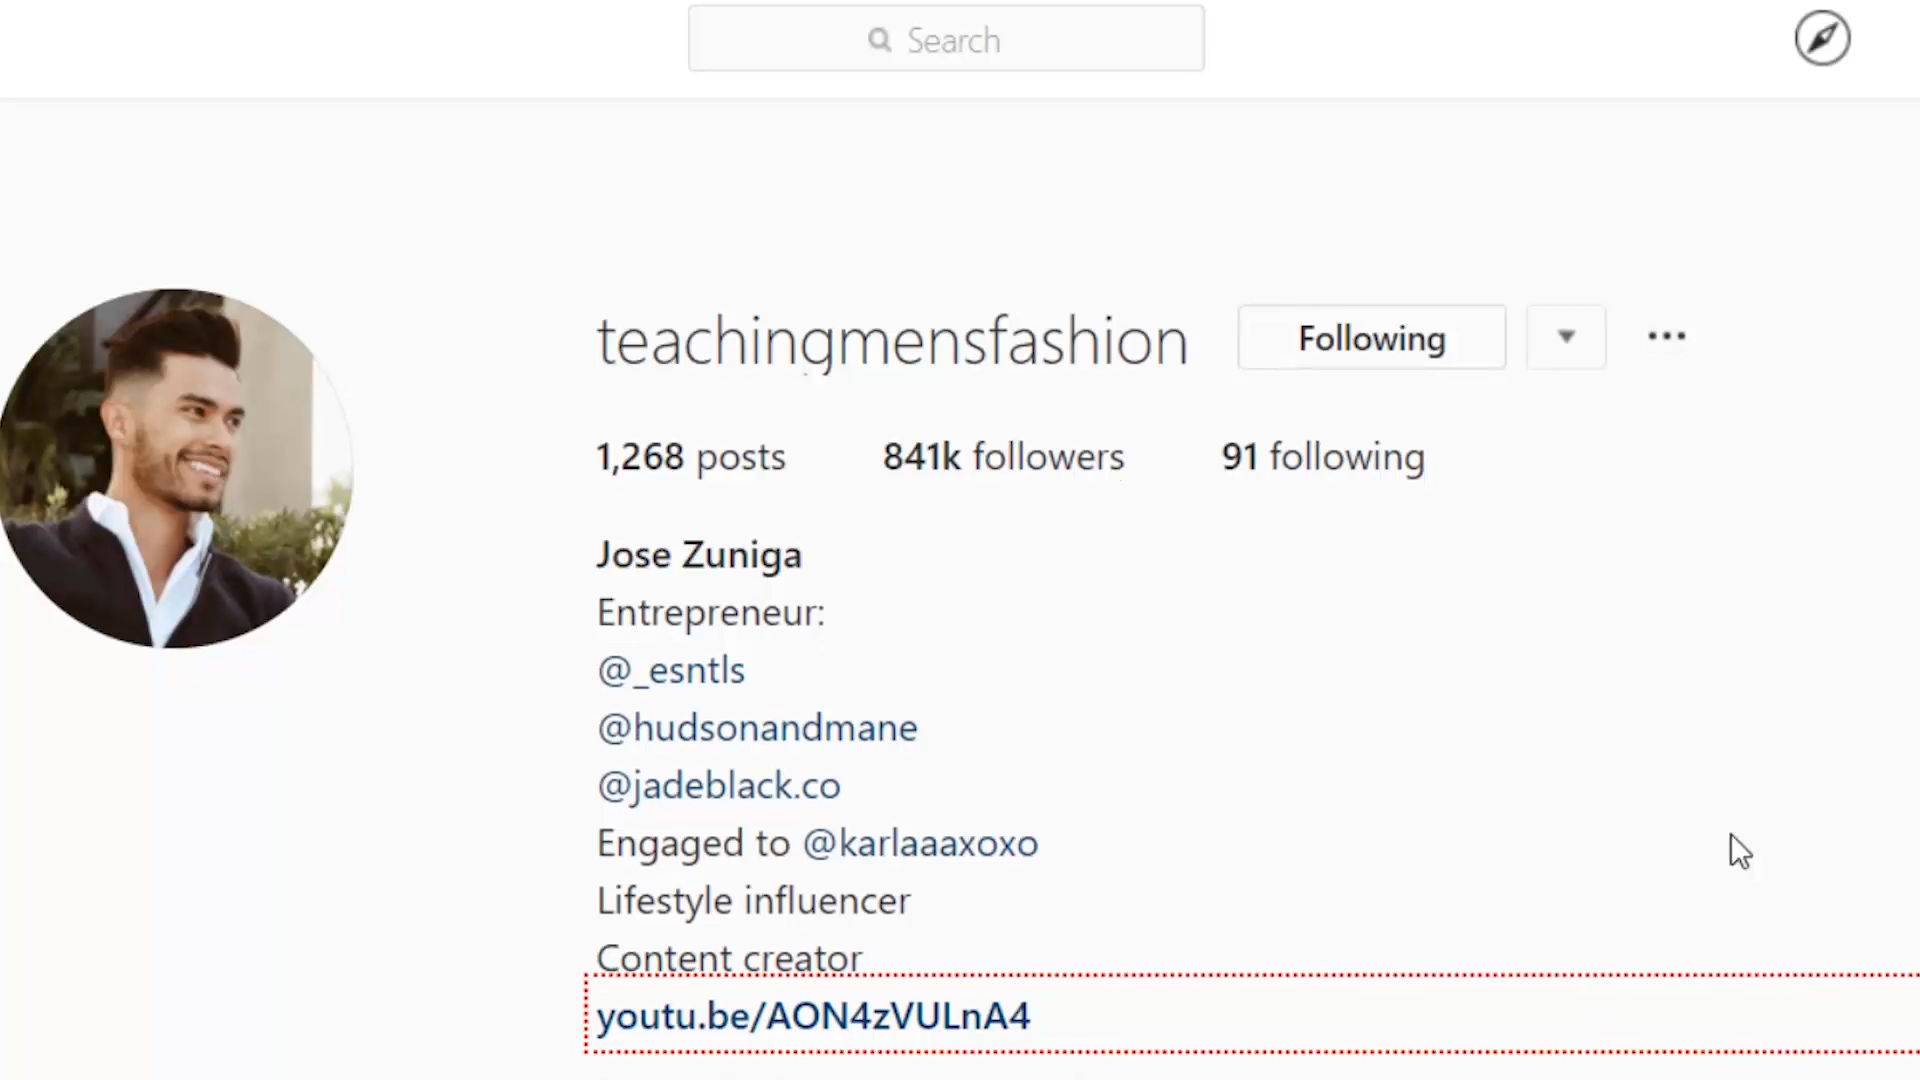 Search
teachingmensfashion Following
1,268 posts 841k followers 91 following
Jose Zuniga
Entrepreneur:
@_esntls
@hudsonandmane
@jadeblack.co
Engaged to @karlaaaxoxo
Lifestyle influencer
Content creator
youtu.be/AON4zVULnA4